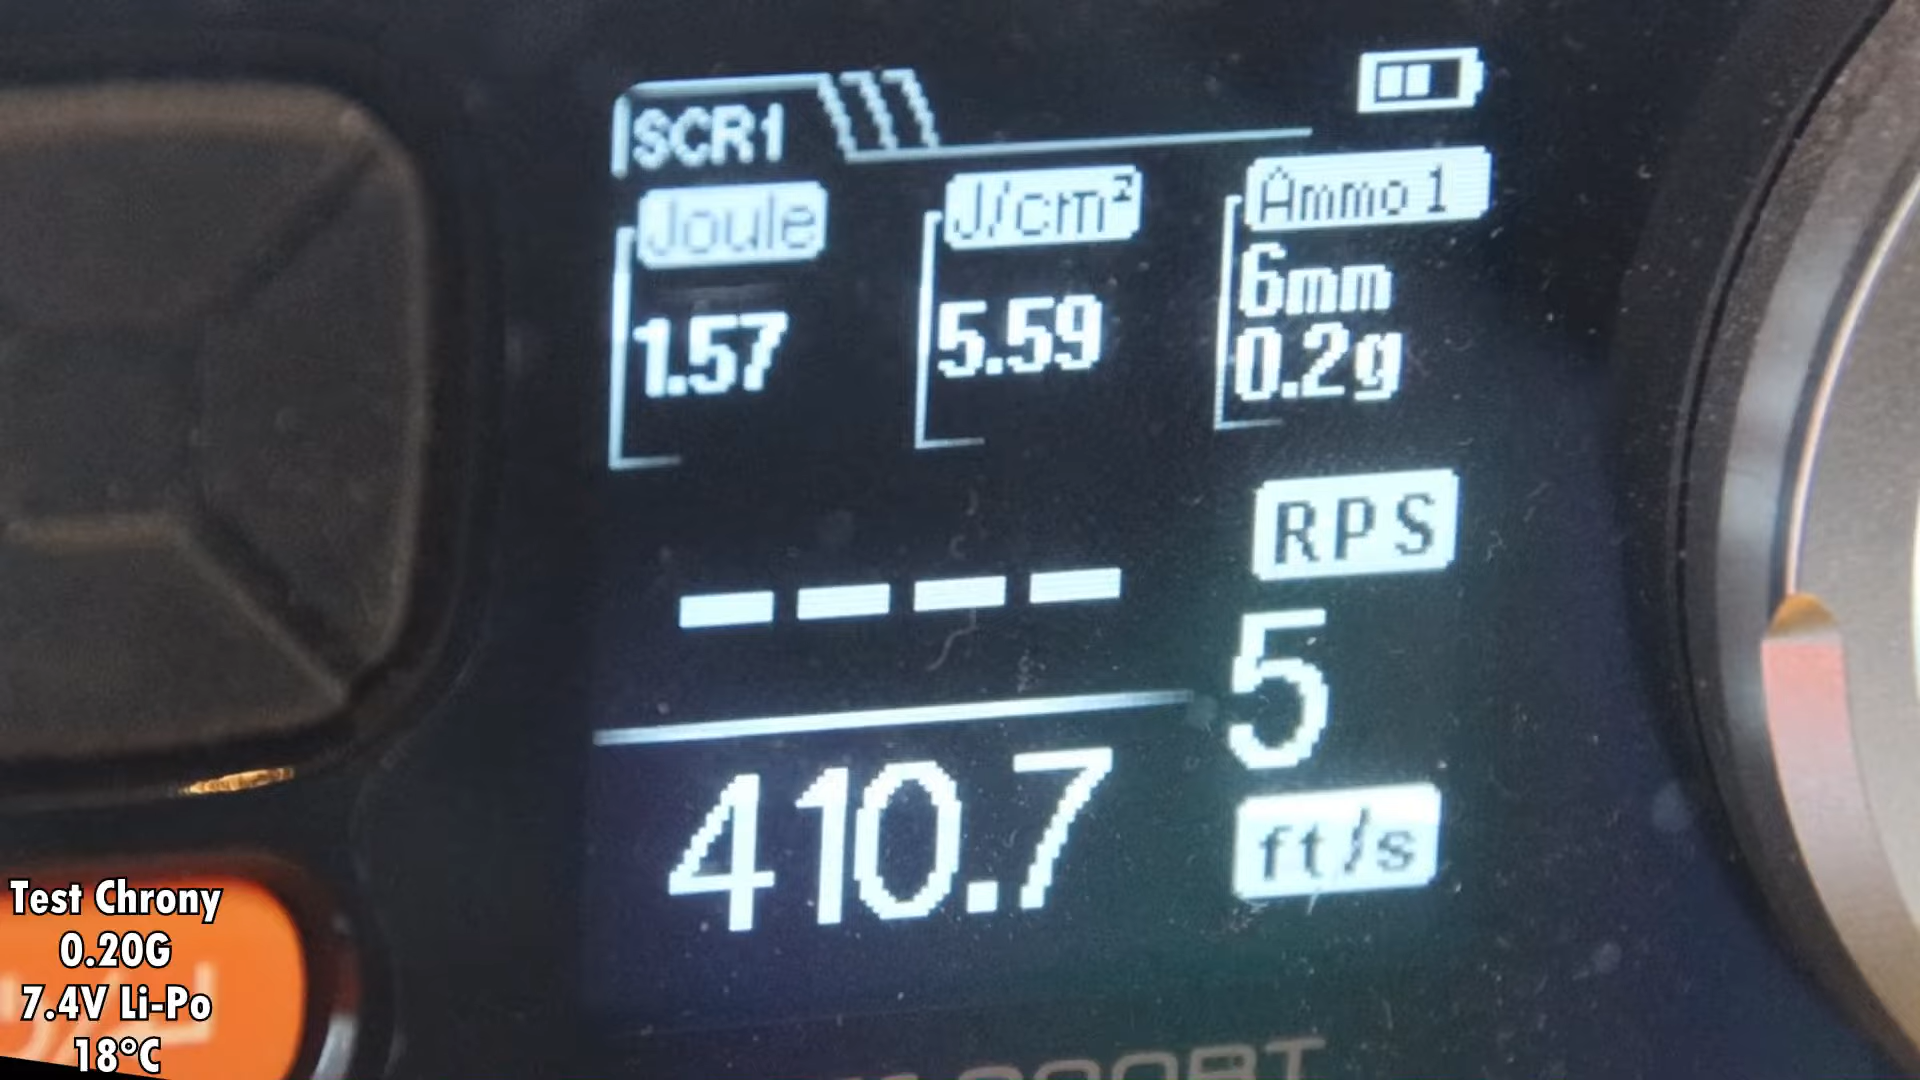 SCR1
Joule
J/cm²
Ammo 1
1.57
5.59
6mm
0.2g
RPS
5
410.7
ft/s
Test Chrony
0.20G
7.4V Li-Po
18°C